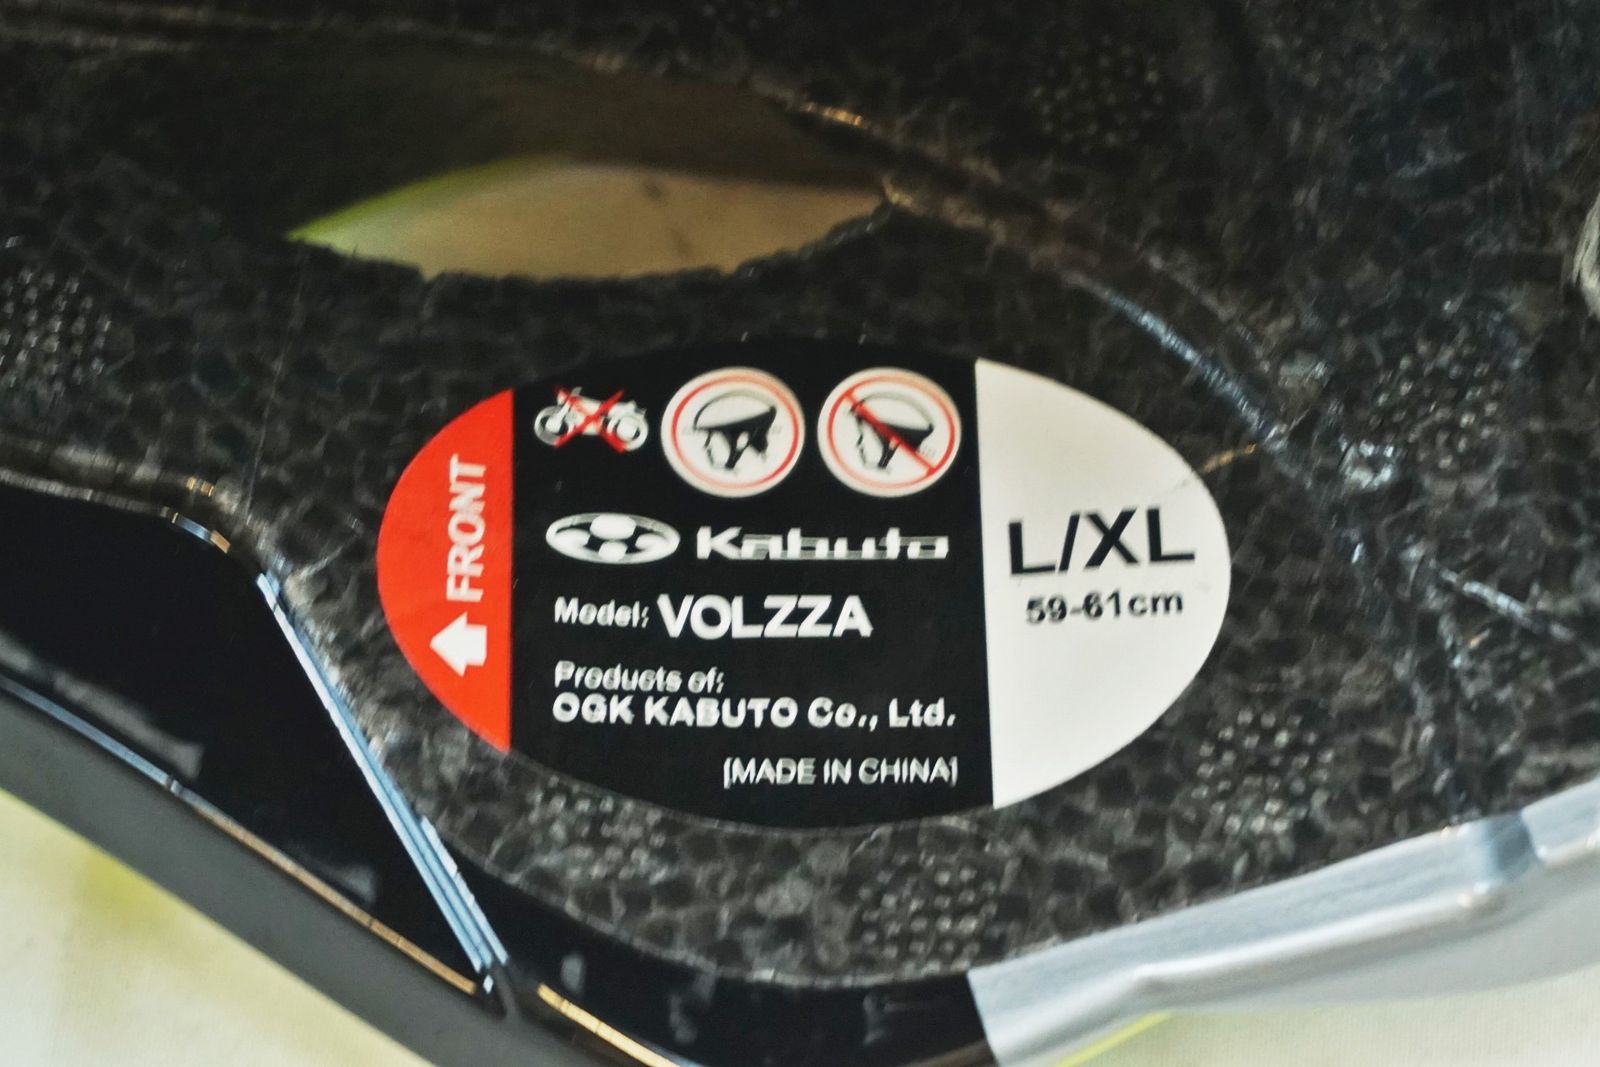 FRONT
Kabuto
Model: VOLZZA
Products of:
OGK KABUTO Co., Ltd.
[MADE IN CHINA]
L/XL
59-61cm